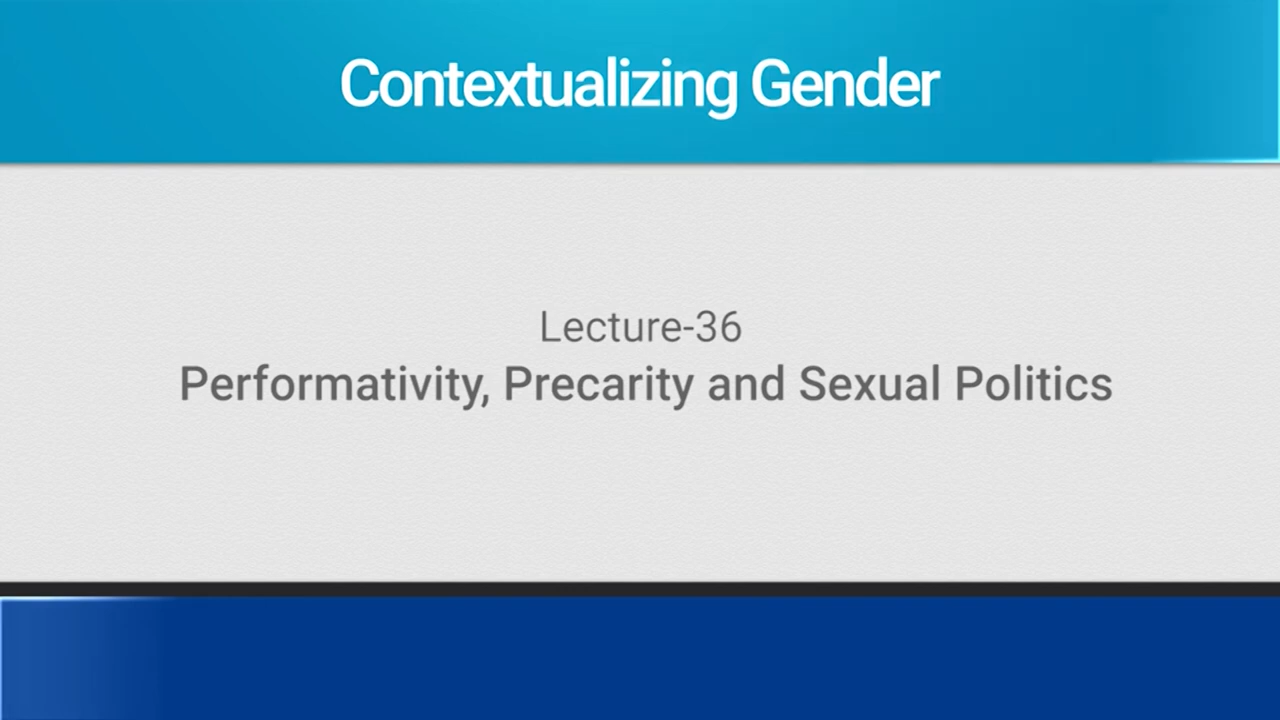 Contextualizing Gender
Lecture-36
Performativity, Precarity and Sexual Politics